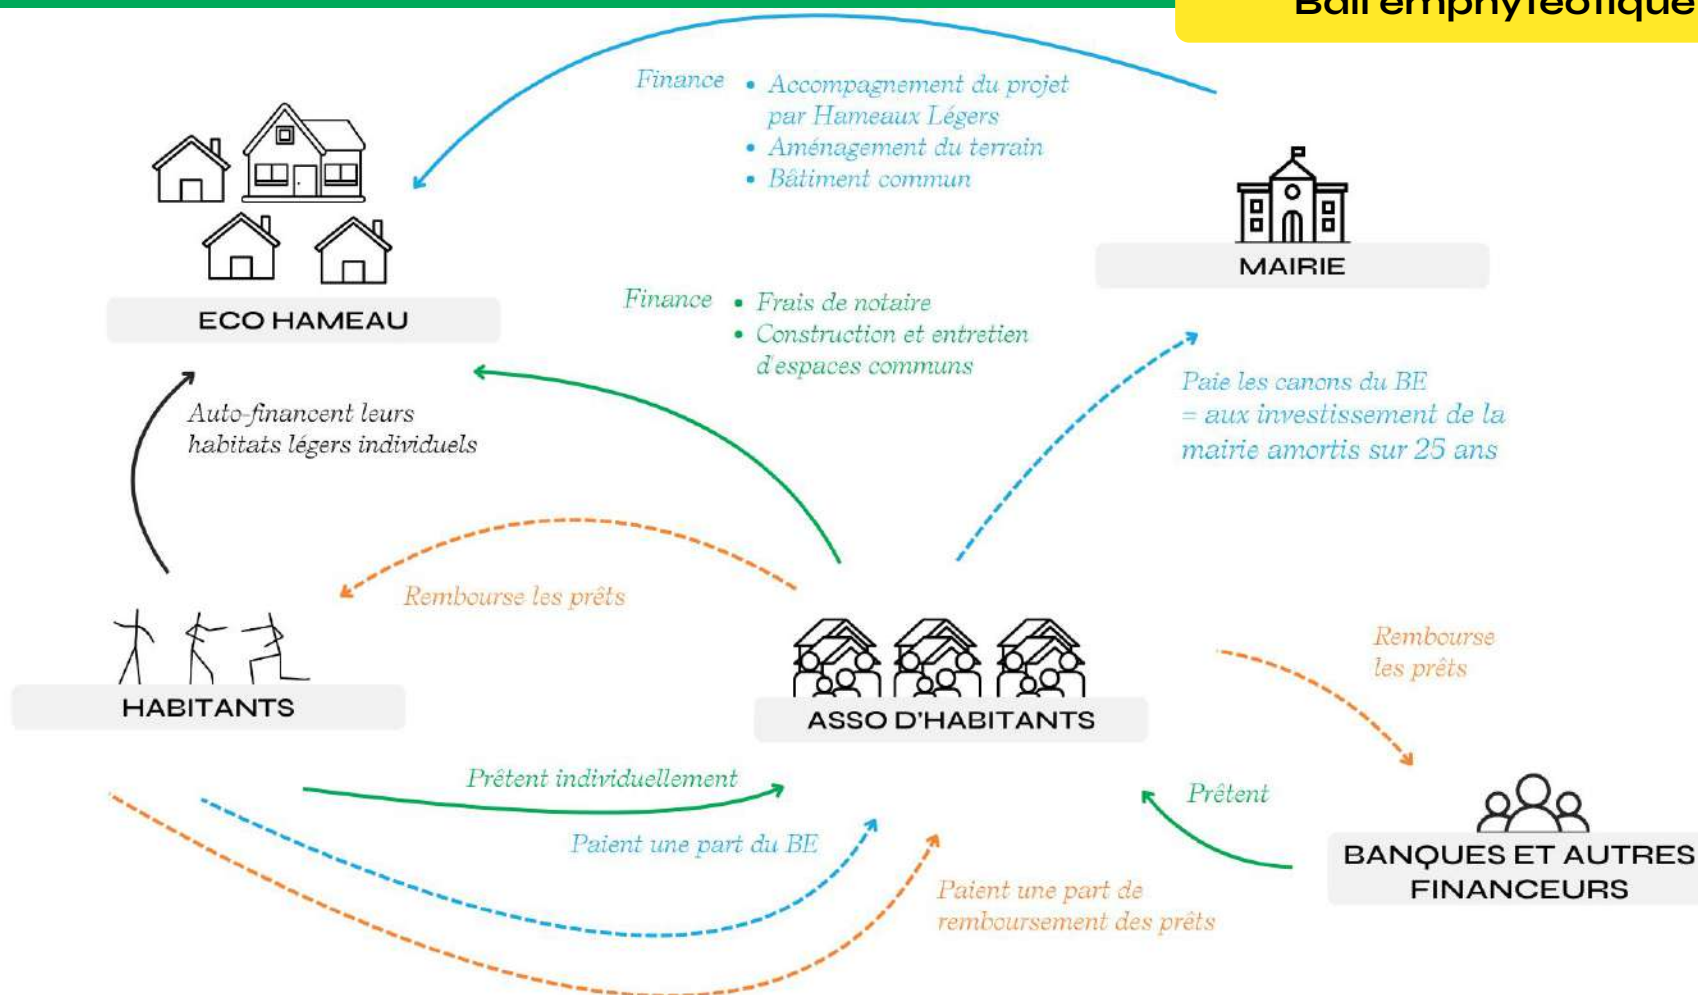 Bail emphytéotique
Finance
• Accompagnement du projet
par Hameaux Légers
• Aménagement du terrain
• Bâtiment commun
MAIRIE
ECO HAMEAU
Finance
• Frais de notaire
• Construction et entretien
d'espaces communs
Paie les canons du BE
= aux investissement de la
mairie amortis sur 25 ans
Auto-financent leurs
habitats légers individuels
Rembourse les prêts
Rembourse
les prêts
HABITANTS
ASSO D'HABITANTS
Prêtent individuellement
Prêtent
Paient une part du BE
BANQUES ET AUTRES
FINANCEURS
Paient une part de
remboursement des prêts